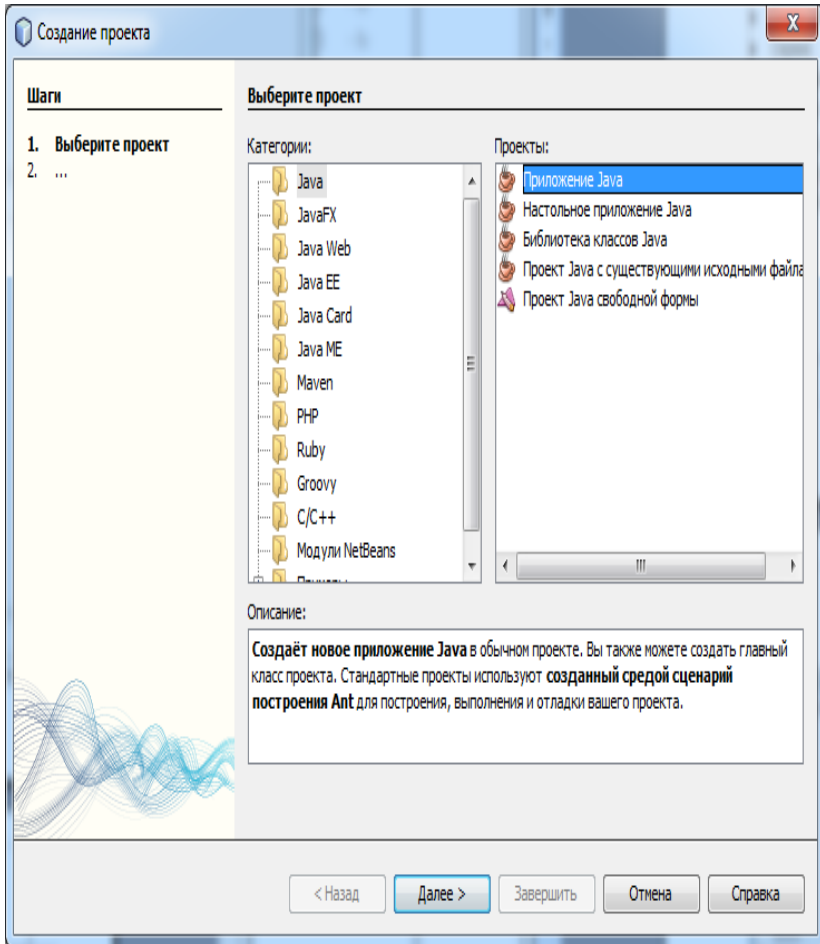 Создание проекта
X
Шаги
1. Выберите проект
2. ...
Выберите проект
Категории:
Java
JavaFX
Java Web
Java EE
Java Card
Java ME
Maven
PHP
Ruby
Groovy
C/C++
Модули NetBeans
Проекты:
Приложение Java
Настольное приложение Java
Библиотека классов Java
Проект Java с существующими исходными файла
Проект Java свободной формы
Описание:
Создаёт новое приложение Java в обычном проекте. Вы также можете создать главный
класс проекта. Стандартные проекты используют созданный средой сценарий
построения Ant для построения, выполнения и отладки вашего проекта.
< Назад
Далее >
Завершить
Отмена
Справка